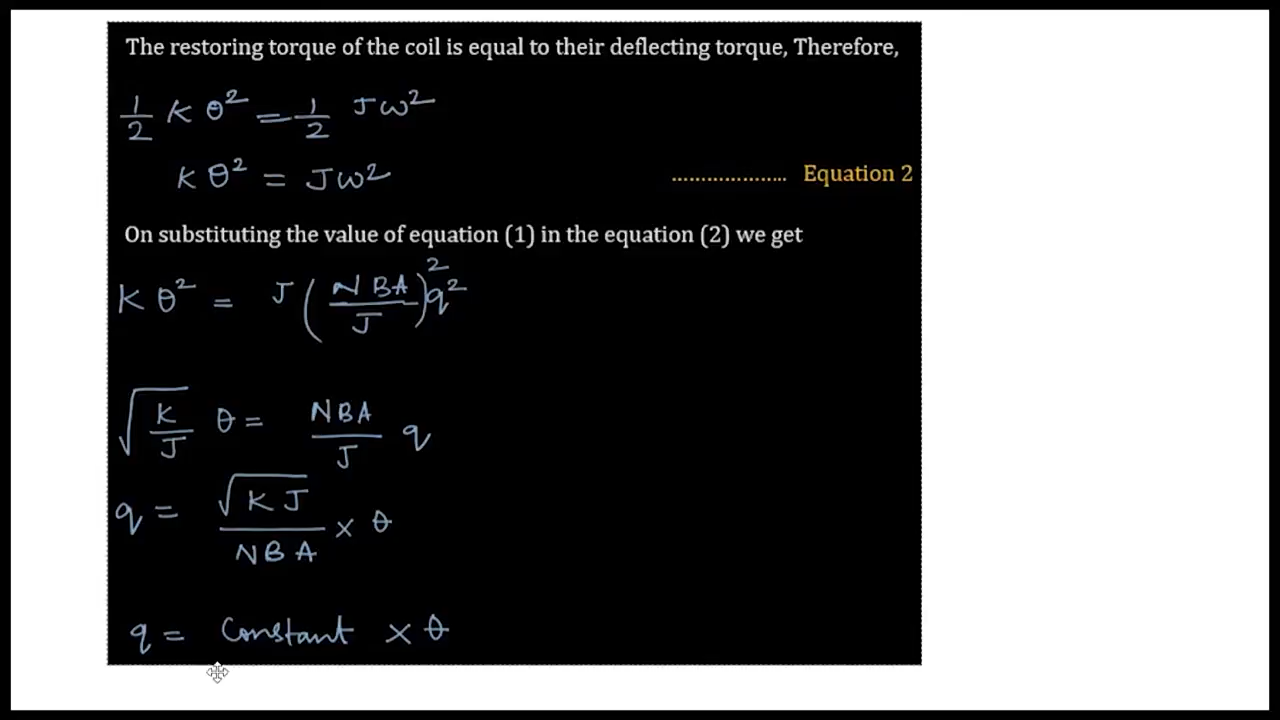 The restoring torque of the coil is equal to their deflecting torque, Therefore,
1/2 K θ² = 1/2 Jω²
K θ² = Jω² ...................... Equation 2
On substituting the value of equation (1) in the equation (2) we get
K θ² = J (NBA/J)² q²
√(K/J) θ = NBA/J q
q = √(KJ)/NBA × θ
q = Constant × θ